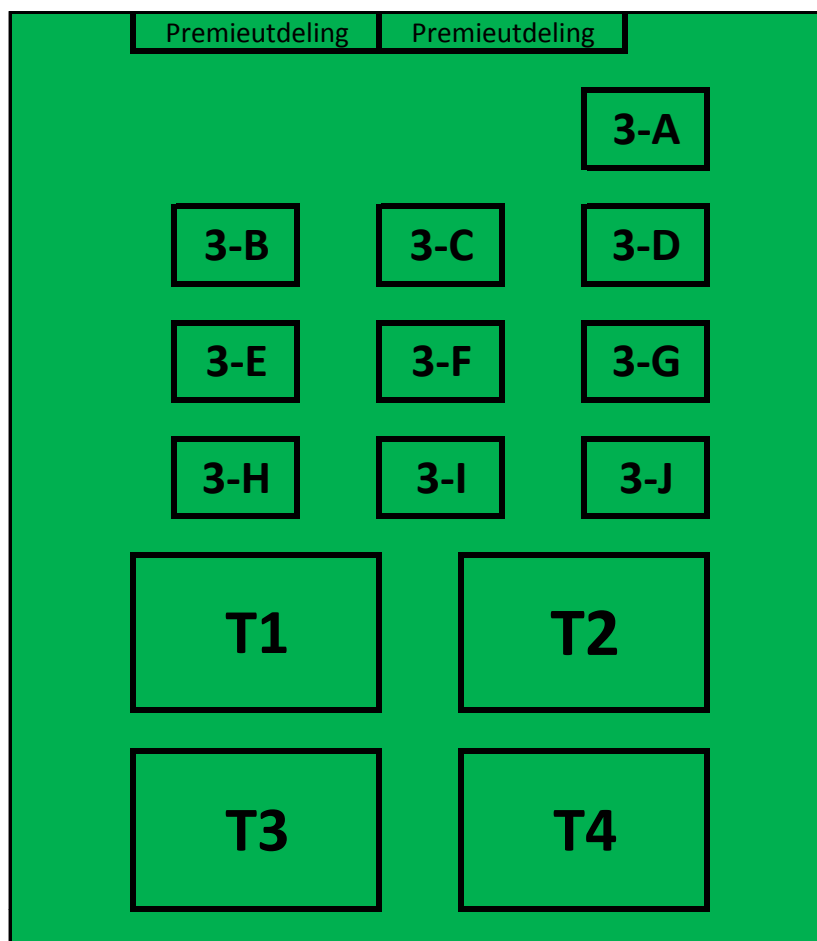 Premieutdeling Premieutdeling
3-A
3-B 3-C 3-D
3-E 3-F 3-G
3-H 3-I 3-J
T1 T2
T3 T4